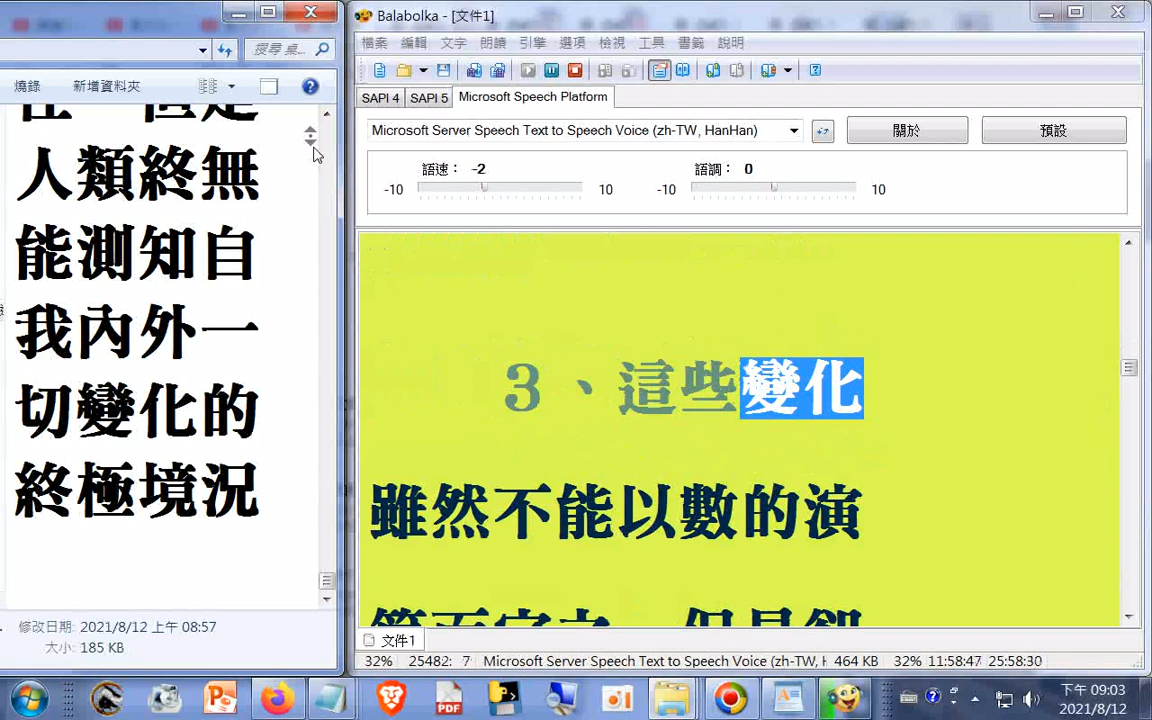 搜尋 桌...
燒錄 新增資料夾
人類終無
能測知自
我內外一
切變化的
終極境況
修改日期: 2021/8/12 上午 08:57
大小: 185 KB
Balabolka - [文件1]
檔案 編輯 文字 朗讀 引擎 選項 檢視 工具 書籤 說明
SAPI 4 SAPI 5 Microsoft Speech Platform
Microsoft Server Speech Text to Speech Voice (zh-TW, HanHan) 關於 預設
語速： -2 語調： 0
-10 10 -10 10
3、這些變化
雖然不能以數的演
文件1
32% 25482: 7 Microsoft Server Speech Text to Speech Voice (zh-TW, H 464 KB 32% 11:58:47 25:58:30
PDF
下午 09:03
2021/8/12